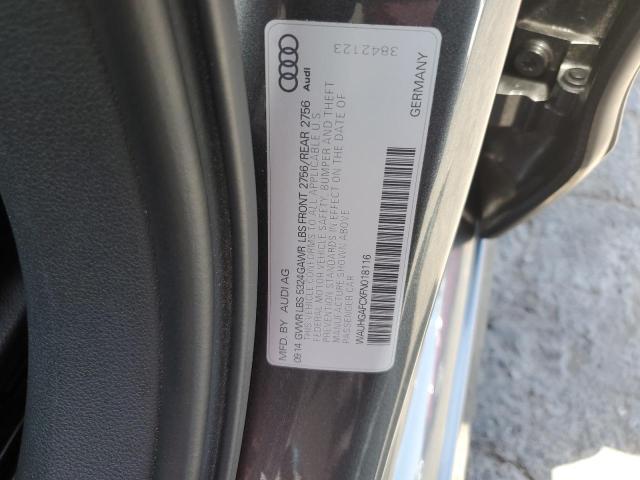 MFD. BY AUDI AG
09.14 GVWR LBS 5324 GAWR LBS FRONT 2756/REAR 2756
THIS VEHICLE CONFORMS TO ALL APPLICABLE U.S.
FEDERAL MOTOR VEHICLE SAFETY, BUMPER AND THEFT
PREVENTION STANDARDS IN EFFECT ON THE DATE OF
MANUFACTURE SHOWN ABOVE
PASSENGER CAR
WAUHGAFCXFN018116
Audi
3842123
GERMANY